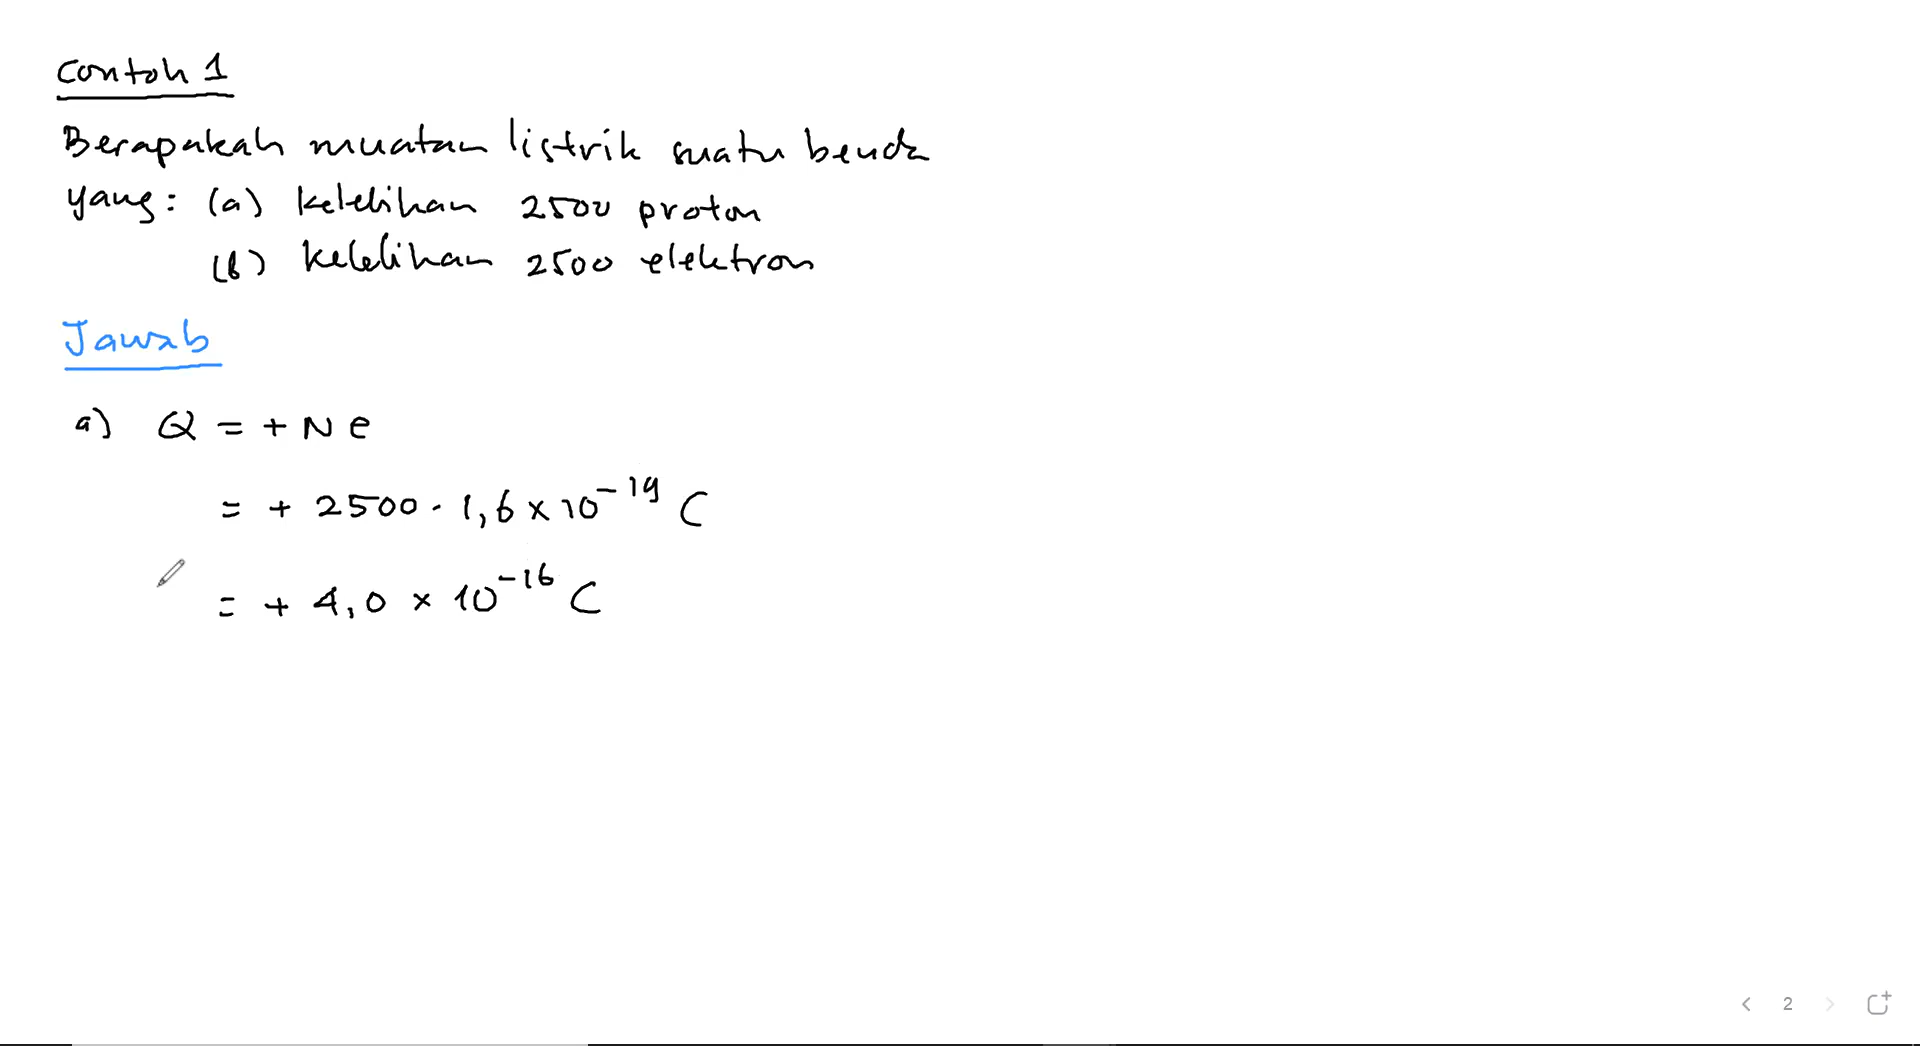 Contoh 1
Berapakah muatan listrik suatu benda
yang: (a) kelebihan 2500 proton
(b) kelebihan 2500 elektron
Jawab
a) Q = + N e
= + 2500 . 1,6 × 10⁻¹⁹ C
= + 4,0 × 10⁻¹⁶ C
2